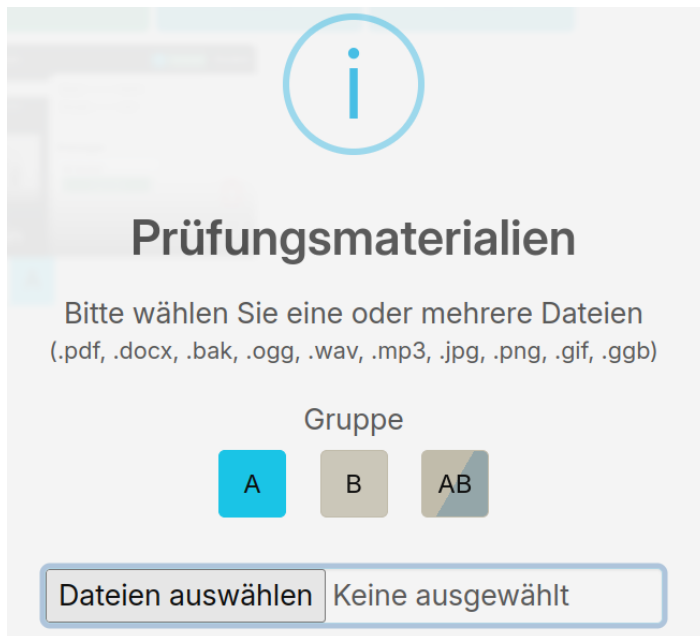 i
Prüfungsmaterialien
Bitte wählen Sie eine oder mehrere Dateien
(.pdf, .docx, .bak, .ogg, .wav, .mp3, .jpg, .png, .gif, .ggb)
Gruppe
A B AB
Dateien auswählen Keine ausgewählt